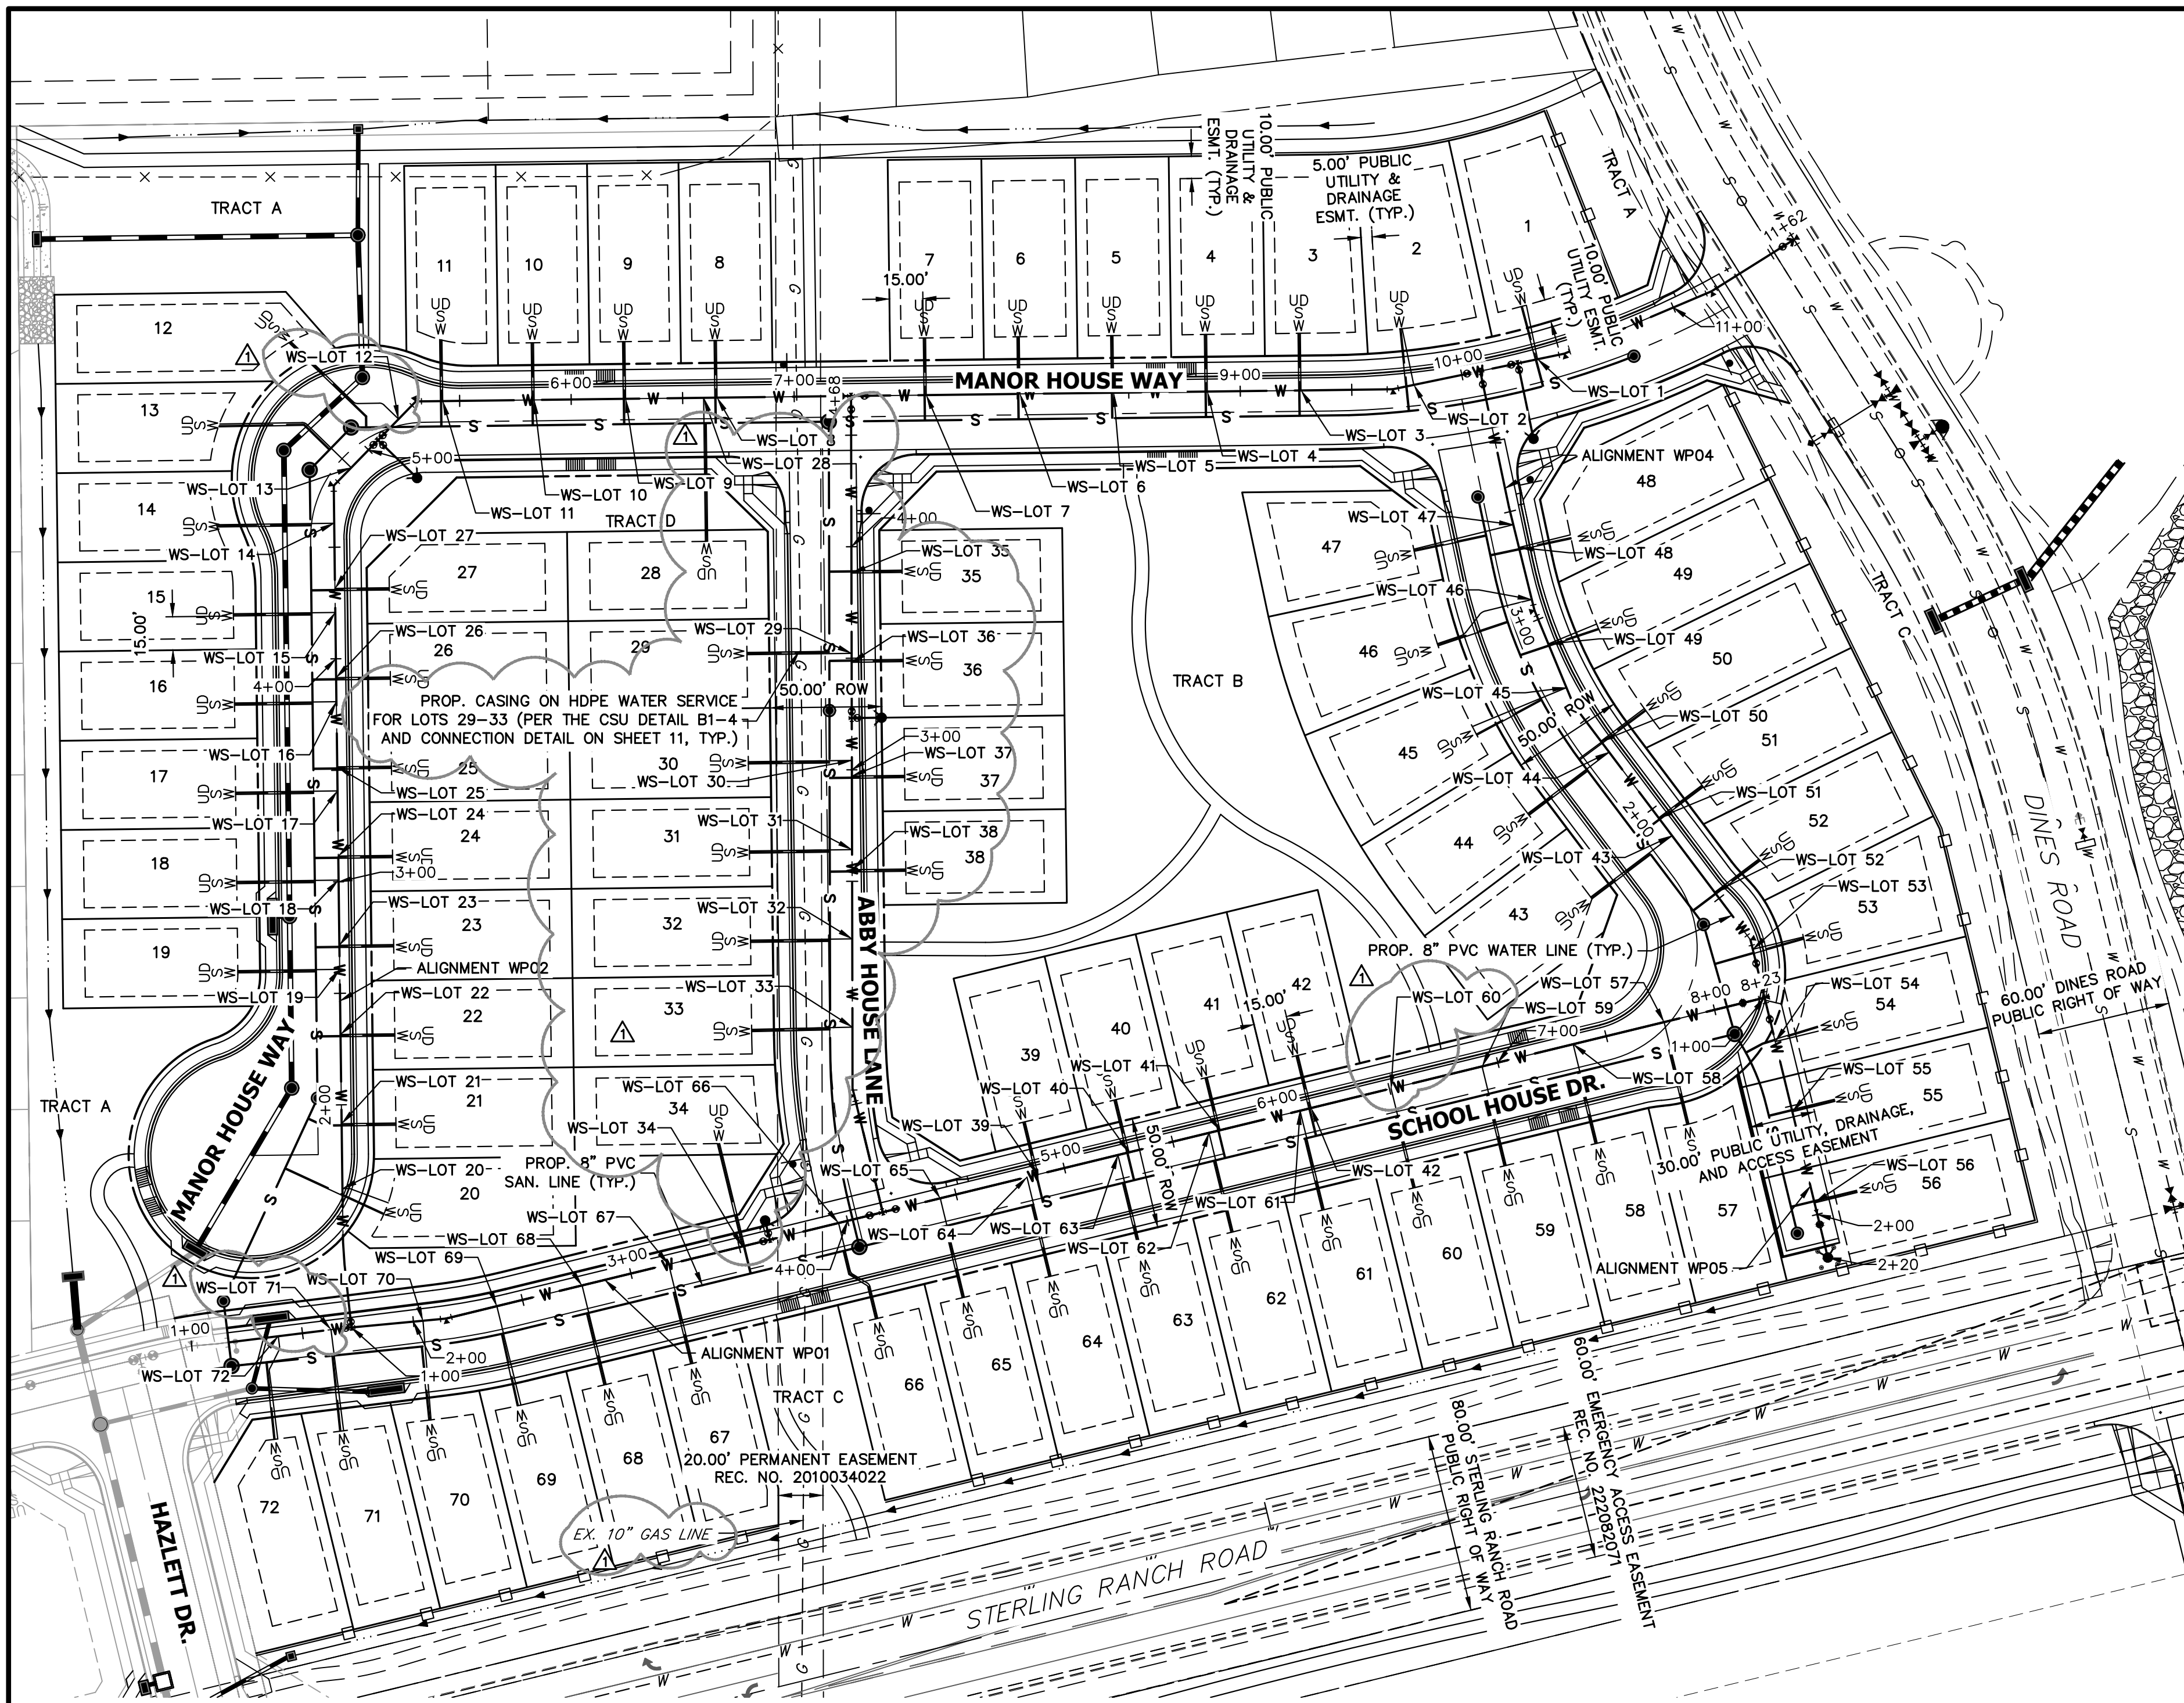 TRACT A
11
10
9
8
7
6
5
4
3
2
1
15.00'
10.00' PUBLIC
UTILITY &
DRAINAGE
ESMT. (TYP.)
5.00' PUBLIC
UTILITY &
DRAINAGE
ESMT. (TYP.)
10.00' PUBLIC
UTILITY ESMT.
(TYP.)
TRACT A
11+62
11+00
10+00
9+00
7+00
6+00
5+00
4+68
MANOR HOUSE WAY
12
13
14
15
15.00'
16
17
18
19
WS-LOT 12
WS-LOT 13
WS-LOT 14
WS-LOT 15
WS-LOT 16
WS-LOT 17
WS-LOT 18
WS-LOT 19
WS-LOT 1
WS-LOT 2
WS-LOT 3
WS-LOT 4
WS-LOT 5
WS-LOT 6
WS-LOT 7
WS-LOT 8
WS-LOT 28
WS-LOT 9
WS-LOT 10
WS-LOT 11
TRACT D
WS-LOT 27
27
28
WS-LOT 26
26
29
WS-LOT 29
4+00
PROP. CASING ON HDPE WATER SERVICE
FOR LOTS 29-33 (PER THE CSU DETAIL B1-4
AND CONNECTION DETAIL ON SHEET 11, TYP.)
50.00' ROW
25
WS-LOT 25
30
WS-LOT 30
WS-LOT 24
24
31
WS-LOT 31
3+00
WS-LOT 23
23
32
WS-LOT 32
ALIGNMENT WP02
WS-LOT 22
22
33
WS-LOT 33
WS-LOT 21
21
34
WS-LOT 66
WS-LOT 34
2+00
WS-LOT 20
20
PROP. 8" PVC
SAN. LINE (TYP.)
MANOR HOUSE WAY
TRACT A
4+00
WS-LOT 35
35
WS-LOT 36
36
3+00
WS-LOT 37
37
WS-LOT 38
38
ABBY HOUSE LANE
TRACT B
ALIGNMENT WP04
48
WS-LOT 47
47
WS-LOT 48
49
WS-LOT 46
46
3+00
WS-LOT 49
50
WS-LOT 45
45
50.00' ROW
WS-LOT 50
51
WS-LOT 44
44
2+00
WS-LOT 51
52
WS-LOT 43
43
WS-LOT 52
WS-LOT 53
53
PROP. 8" PVC WATER LINE (TYP.)
WS-LOT 57
8+00
8+23
WS-LOT 54
54
WS-LOT 60
WS-LOT 59
7+00
1+00
WS-LOT 58
WS-LOT 55
55
30.00' PUBLIC UTILITY, DRAINAGE,
AND ACCESS EASEMENT
WS-LOT 56
56
2+00
2+20
ALIGNMENT WP05
TRACT C
DINES ROAD
60.00' DINES ROAD
PUBLIC RIGHT OF WAY
39
40
41
42
15.00'
WS-LOT 39
WS-LOT 40
WS-LOT 41
WS-LOT 42
6+00
5+00
50.00' ROW
SCHOOL HOUSE DR.
WS-LOT 65
WS-LOT 64
WS-LOT 63
WS-LOT 62
WS-LOT 61
4+00
3+00
WS-LOT 67
WS-LOT 68
WS-LOT 69
WS-LOT 70
WS-LOT 71
WS-LOT 72
1+00
2+00
1+00
ALIGNMENT WP01
TRACT C
57
58
59
60
61
62
63
64
65
66
67
68
69
70
71
72
20.00' PERMANENT EASEMENT
REC. NO. 2010034022
EX. 10" GAS LINE
HAZLETT DR.
STERLING RANCH ROAD
80.00' STERLING RANCH ROAD
PUBLIC RIGHT OF WAY
60.00' EMERGENCY ACCESS EASEMENT
REC. NO. 222082071